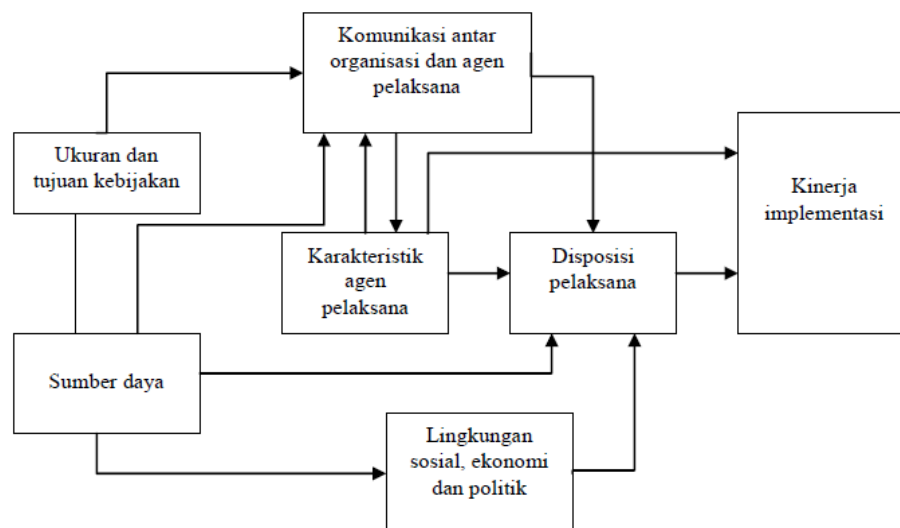 Komunikasi antar
organisasi dan agen
pelaksana
Ukuran dan
tujuan kebijakan
Kinerja
implementasi
Karakteristik
agen
pelaksana
Disposisi
pelaksana
Sumber daya
Lingkungan
sosial, ekonomi
dan politik